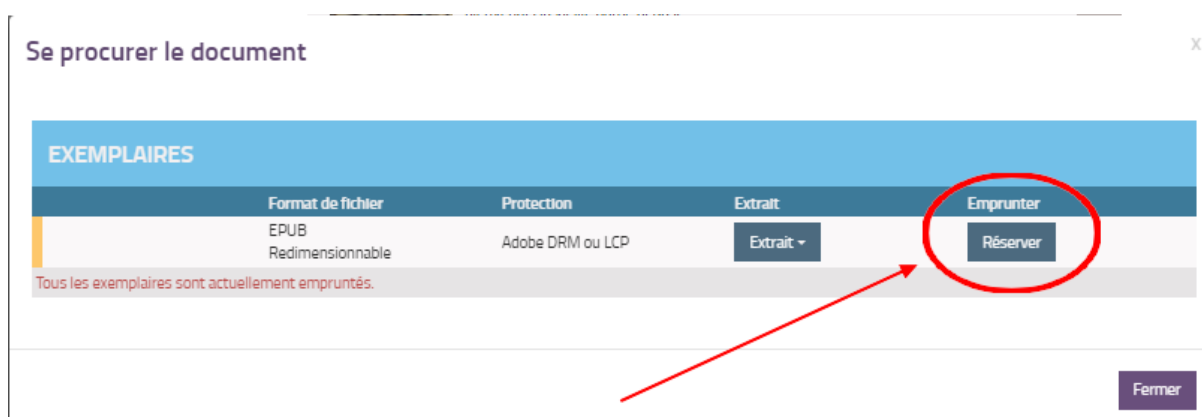 Se procurer le document
x
EXEMPLAIRES
Format de fichier Protection Extrait Emprunter
EPUB
Redimensionnable
Adobe DRM ou LCP
Extrait
Réserver
Tous les exemplaires sont actuellement empruntés.
Fermer